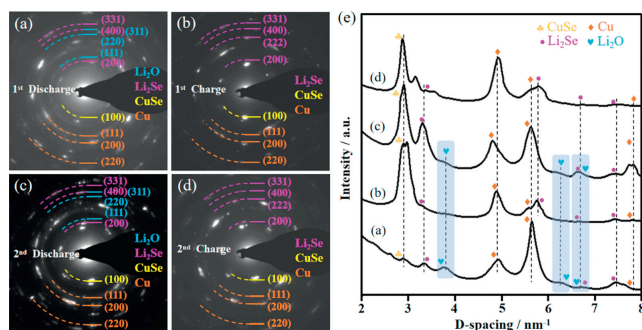 (a)
(331)
(400)
(311)
(220)
(111)
(200)
1st Discharge
Li2O
Li2Se
CuSe
Cu
(100)
(111)
(200)
(220)
(b)
(331)
(400)
(222)
(200)
1st Charge
Li2Se
CuSe
Cu
(100)
(111)
(200)
(220)
(c)
(331)
(400)
(311)
(220)
(111)
(200)
2nd Discharge
Li2O
Li2Se
CuSe
Cu
(100)
(111)
(200)
(220)
(d)
(331)
(400)
(222)
(200)
2nd Charge
Li2Se
CuSe
Cu
(100)
(111)
(200)
(220)
(e)
CuSe
Cu
Li2Se
Li2O
(d)
(c)
(b)
(a)
Intensity / a.u.
2 3 4 5 6 7 8
D-spacing / nm-1